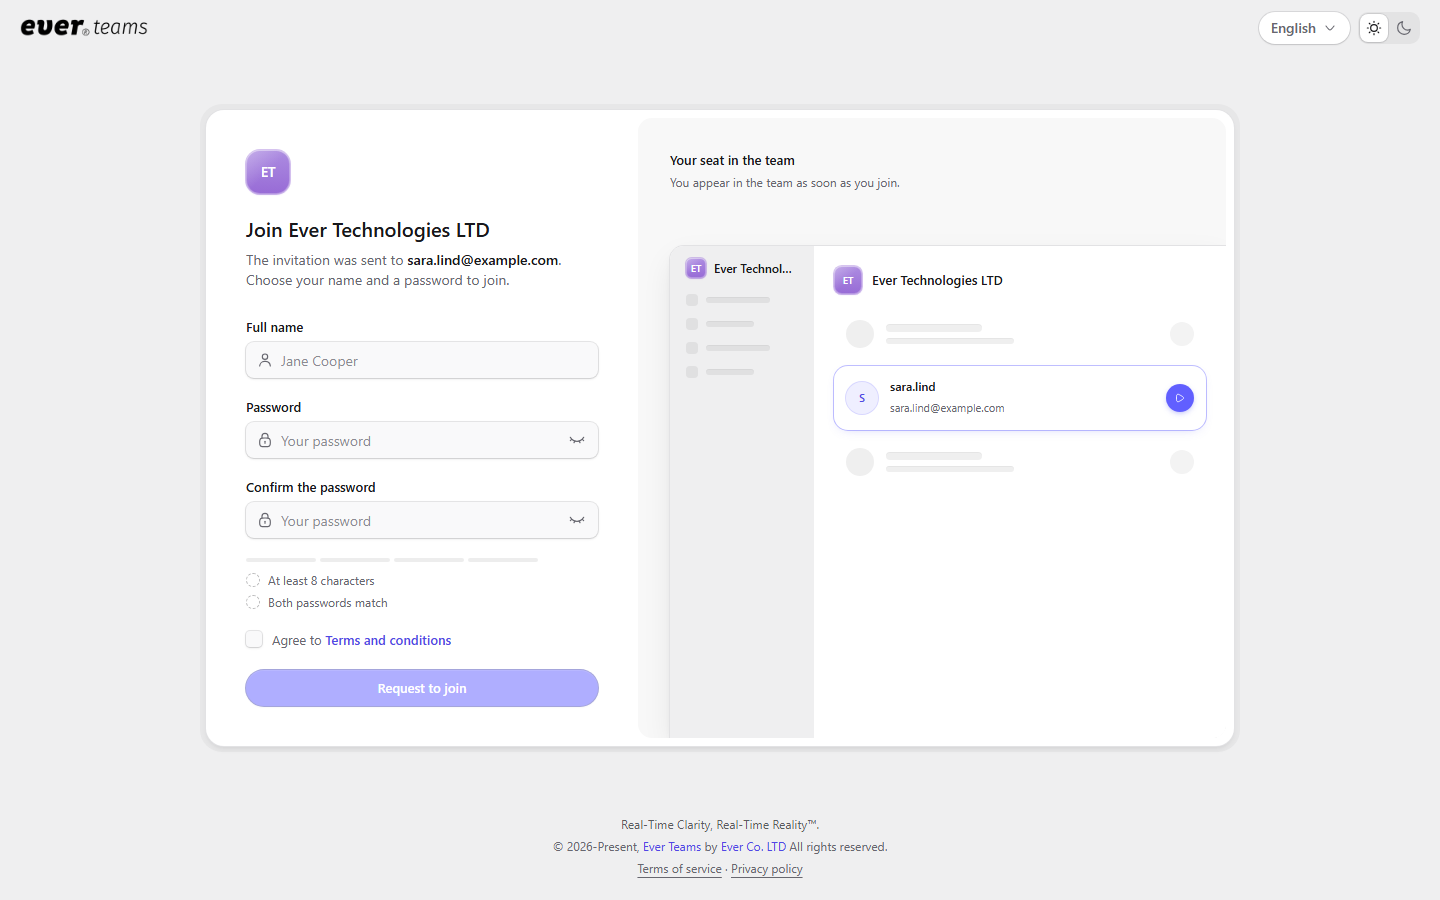 ever® teams
English
ET
Join Ever Technologies LTD
The invitation was sent to sara.lind@example.com.
Choose your name and a password to join.
Full name
Jane Cooper
Password
Your password
Confirm the password
Your password
At least 8 characters
Both passwords match
Agree to Terms and conditions
Request to join
Your seat in the team
You appear in the team as soon as you join.
ET Ever Technol...
ET Ever Technologies LTD
S
sara.lind
sara.lind@example.com
Real-Time Clarity, Real-Time Reality™.
© 2026-Present, Ever Teams by Ever Co. LTD All rights reserved.
Terms of service · Privacy policy